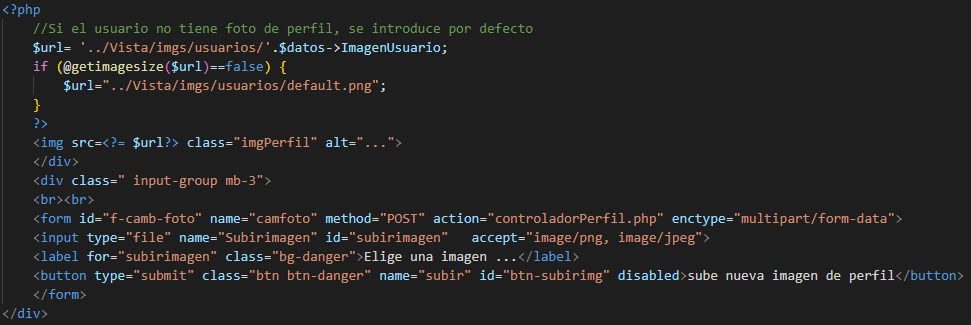 <?php
//Si el usuario no tiene foto de perfil, se introduce por defecto
$url= '../Vista/imgs/usuarios/'.$datos->ImagenUsuario;
if (@getimagesize($url)==false) {
$url="../Vista/imgs/usuarios/default.png";
}
?>
<img src=<?= $url?> class="imgPerfil" alt="...">
</div>
<div class=" input-group mb-3">
<br><br>
<form id="f-camb-foto" name="camfoto" method="POST" action="controladorPerfil.php" enctype="multipart/form-data">
<input type="file" name="Subirimagen" id="subirimagen"   accept="image/png, image/jpeg">
<label for="subirimagen" class="bg-danger">Elige una imagen ...</label>
<button type="submit" class="btn btn-danger" name="subir" id="btn-subirimg" disabled>sube nueva imagen de perfil</button>
</form>
</div>